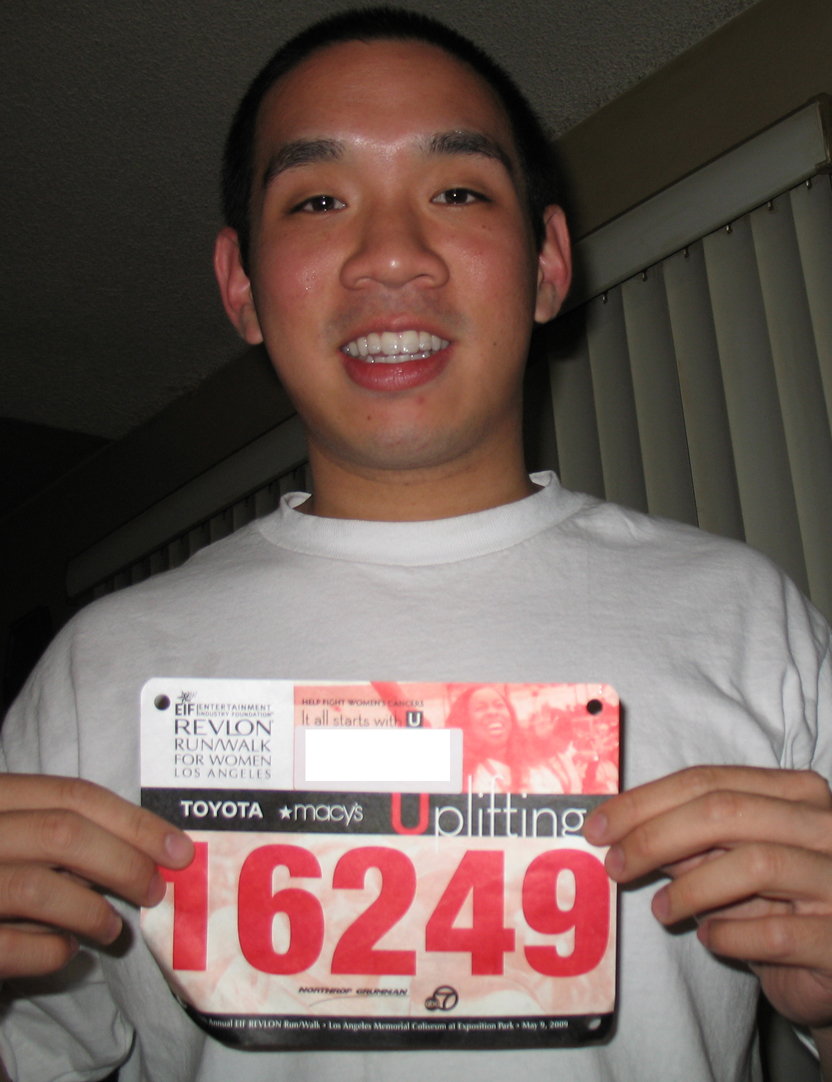 EIF ENTERTAINMENT
INDUSTRY FOUNDATION
REVLON
RUN/WALK
FOR WOMEN
LOS ANGELES
HELP FIGHT WOMEN'S CANCERS
It all starts with U
TOYOTA ★macy's Uplifting
16249
NORTHROP GRUMMAN abc 7
Annual EIF REVLON Run/Walk • Los Angeles Memorial Coliseum at Exposition Park • May 9, 2009